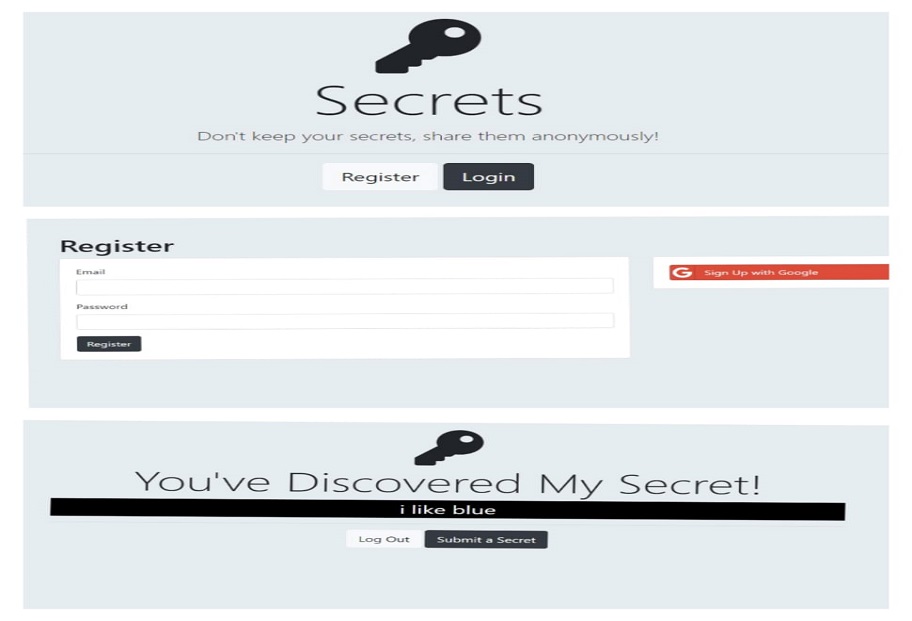 Secrets
Don't keep your secrets, share them anonymously!
Register Login
Register
Email
G Sign Up with Google
Password
Register
You've Discovered My Secret!
i like blue
Log Out Submit a Secret